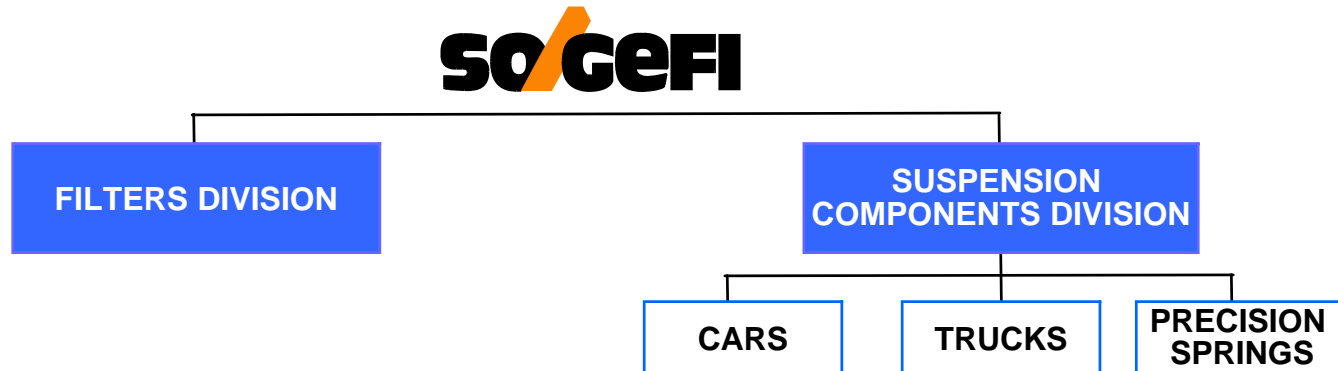 SOGEFI
FILTERS DIVISION
SUSPENSION
COMPONENTS DIVISION
CARS
TRUCKS
PRECISION
SPRINGS